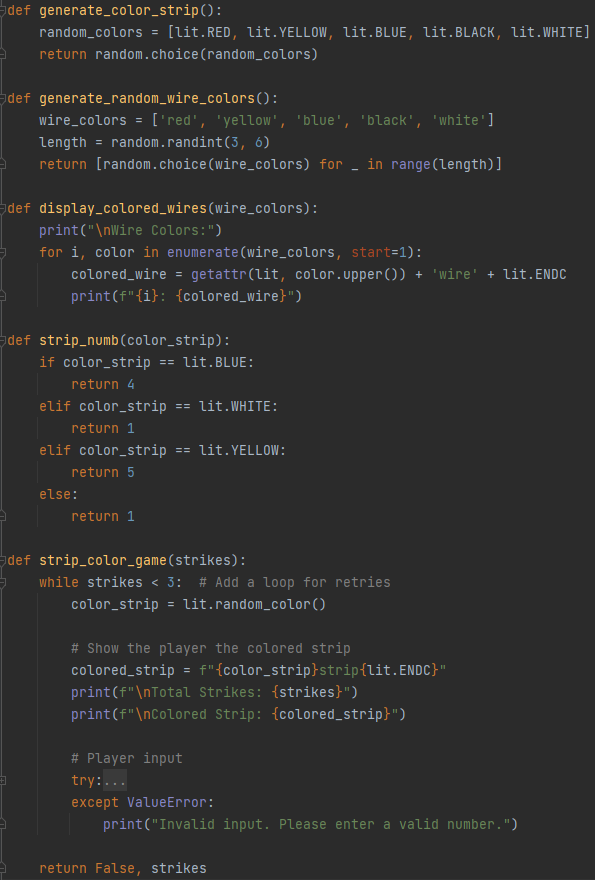 def generate_color_strip():
    random_colors = [lit.RED, lit.YELLOW, lit.BLUE, lit.BLACK, lit.WHITE]
    return random.choice(random_colors)

def generate_random_wire_colors():
    wire_colors = ['red', 'yellow', 'blue', 'black', 'white']
    length = random.randint(3, 6)
    return [random.choice(wire_colors) for _ in range(length)]

def display_colored_wires(wire_colors):
    print("\nWire Colors:")
    for i, color in enumerate(wire_colors, start=1):
        colored_wire = getattr(lit, color.upper()) + 'wire' + lit.ENDC
        print(f"{i}: {colored_wire}")

def strip_numb(color_strip):
    if color_strip == lit.BLUE:
        return 4
    elif color_strip == lit.WHITE:
        return 1
    elif color_strip == lit.YELLOW:
        return 5
    else:
        return 1

def strip_color_game(strikes):
    while strikes < 3:  # Add a loop for retries
        color_strip = lit.random_color()

        # Show the player the colored strip
        colored_strip = f"{color_strip}strip{lit.ENDC}"
        print(f"\nTotal Strikes: {strikes}")
        print(f"\nColored Strip: {colored_strip}")

        # Player input
        try:...
        except ValueError:
            print("Invalid input. Please enter a valid number.")

    return False, strikes